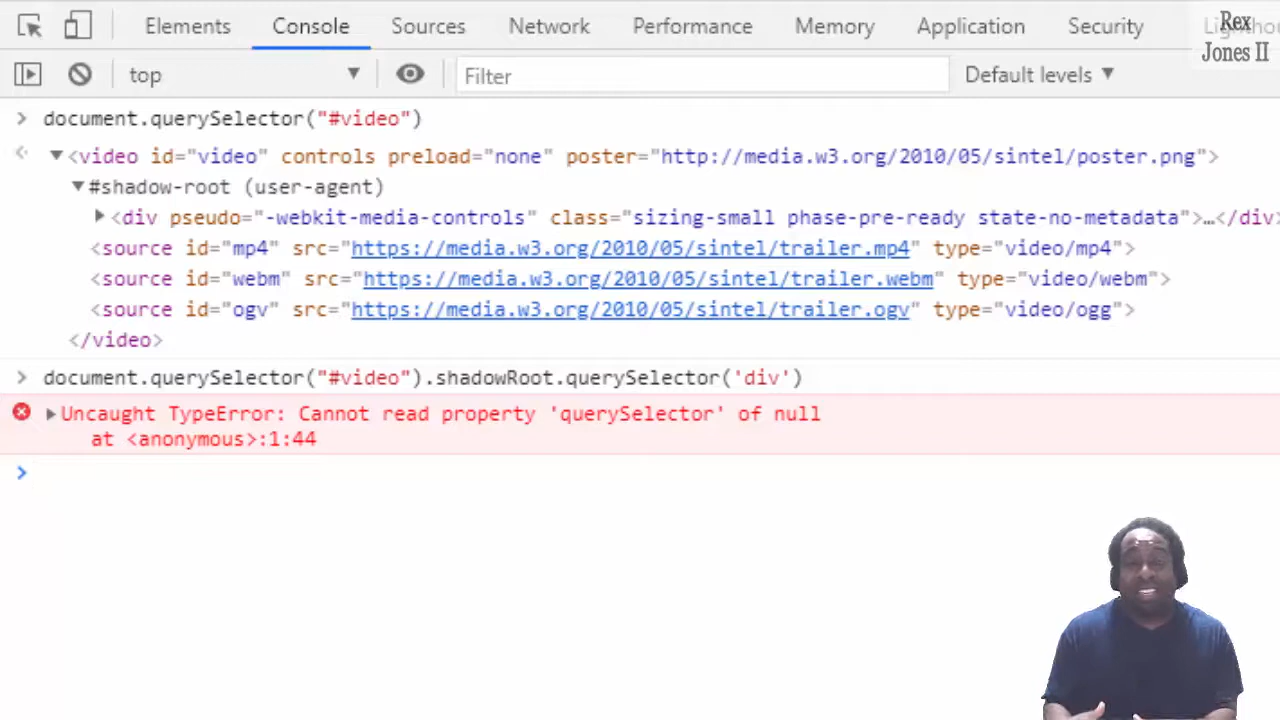 Elements Console Sources Network Performance Memory Application Security
Rex
Jones II
top Filter Default levels
document.querySelector("#video")
<video id="video" controls preload="none" poster="http://media.w3.org/2010/05/sintel/poster.png">
#shadow-root (user-agent)
<div pseudo="-webkit-media-controls" class="sizing-small phase-pre-ready state-no-metadata">…</div>
<source id="mp4" src="https://media.w3.org/2010/05/sintel/trailer.mp4" type="video/mp4">
<source id="webm" src="https://media.w3.org/2010/05/sintel/trailer.webm" type="video/webm">
<source id="ogv" src="https://media.w3.org/2010/05/sintel/trailer.ogv" type="video/ogg">
</video>
document.querySelector("#video").shadowRoot.querySelector('div')
Uncaught TypeError: Cannot read property 'querySelector' of null
at <anonymous>:1:44